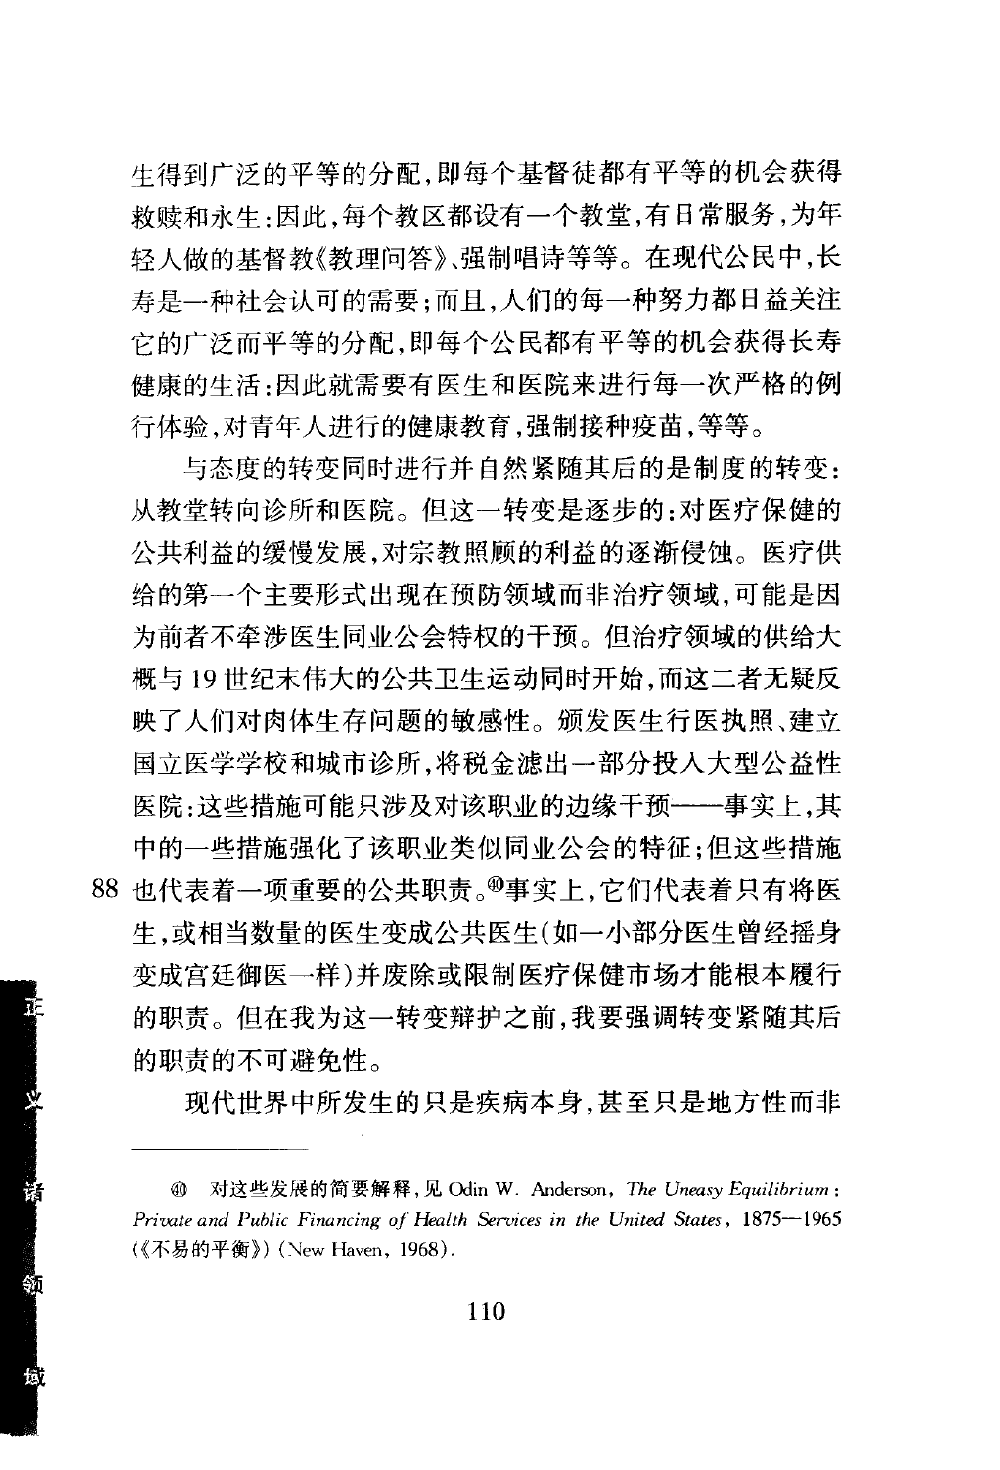 生得到广泛的平等的分配,即每个基督徒都有平等的机会获得
救赎和永生;因此,每个教区都设有一个教堂,有日常服务,为年
轻人做的基督教《教理问答》、强制唱诗等等。在现代公民中,长
寿是一种社会认可的需要;而且,人们的每一种努力都日益关注
它的广泛而平等的分配,即每个公民都有平等的机会获得长寿
健康的生活;因此就需要有医生和医院来进行每一次严格的例
行体验,对青年人进行的健康教育,强制接种疫苗,等等。
与态度的转变同时进行并自然紧随其后的是制度的转变:
从教堂转向诊所和医院。但这一转变是逐步的:对医疗保健的
公共利益的缓慢发展,对宗教照顾的利益的逐渐侵蚀。医疗供
给的第一个主要形式出现在预防领域而非治疗领域,可能是因
为前者不牵涉医生同业公会特权的干预。但治疗领域的供给大
概与19世纪末伟大的公共卫生运动同时开始,而这二者无疑反
映了人们对肉体生存问题的敏感性。颁发医生行医执照、建立
国立医学学校和城市诊所,将税金滤出一部分投入大型公益性
医院:这些措施可能只涉及对该职业的边缘干预——事实上,其
中的一些措施强化了该职业类似同业公会的特征;但这些措施
88 也代表着一项重要的公共职责。㊵事实上,它们代表着只有将医
生,或相当数量的医生变成公共医生(如一小部分医生曾经摇身
变成宫廷御医一样)并废除或限制医疗保健市场才能根本履行
的职责。但在我为这一转变辩护之前,我要强调转变紧随其后
的职责的不可避免性。
现代世界中所发生的只是疾病本身,甚至只是地方性而非
㊵ 对这些发展的简要解释,见 Odin W. Anderson, The Uneasy Equilibrium:
Private and Public Financing of Health Services in the United States, 1875—1965
(《不易的平衡》)(New Haven, 1968).
110
正义诸领域